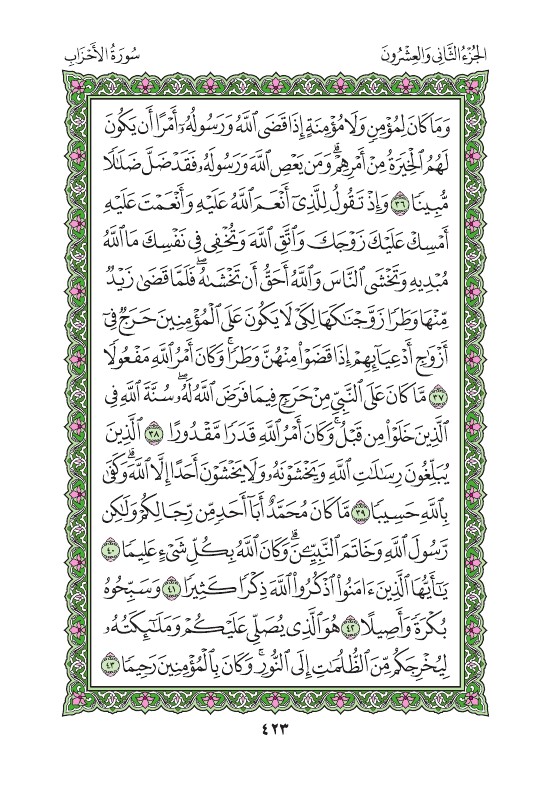 الجُزْءُ الثَّانِي وَالعِشْرُونَ
سُورَةُ الأَحْزَابِ
وَمَا كَانَ لِمُؤْمِنٍ وَلَا مُؤْمِنَةٍ إِذَا قَضَى ٱللَّهُ وَرَسُولُهُۥٓ أَمْرًا أَن يَكُونَ
لَهُمُ ٱلْخِيَرَةُ مِنْ أَمْرِهِمْۗ وَمَن يَعْصِ ٱللَّهَ وَرَسُولَهُۥ فَقَدْ ضَلَّ ضَلَٰلًا
مُّبِينًا ٣٦ وَإِذْ تَقُولُ لِلَّذِيٓ أَنْعَمَ ٱللَّهُ عَلَيْهِ وَأَنْعَمْتَ عَلَيْهِ
أَمْسِكْ عَلَيْكَ زَوْجَكَ وَٱتَّقِ ٱللَّهَ وَتُخْفِي فِي نَفْسِكَ مَا ٱللَّهُ
مُبْدِيهِ وَتَخْشَى ٱلنَّاسَ وَٱللَّهُ أَحَقُّ أَن تَخْشَىٰهُۖ فَلَمَّا قَضَىٰ زَيْدٌ
مِّنْهَا وَطَرًا زَوَّجْنَٰكَهَا لِكَيْ لَا يَكُونَ عَلَى ٱلْمُؤْمِنِينَ حَرَجٌ فِيٓ
أَزْوَٰجِ أَدْعِيَآئِهِمْ إِذَا قَضَوْا۟ مِنْهُنَّ وَطَرًاۚ وَكَانَ أَمْرُ ٱللَّهِ مَفْعُولًا
٣٧ مَّا كَانَ عَلَى ٱلنَّبِيِّ مِنْ حَرَجٍ فِيمَا فَرَضَ ٱللَّهُ لَهُۥۖ سُنَّةَ ٱللَّهِ فِي
ٱلَّذِينَ خَلَوْا۟ مِن قَبْلُۚ وَكَانَ أَمْرُ ٱللَّهِ قَدَرًا مَّقْدُورًا ٣٨ ٱلَّذِينَ
يُبَلِّغُونَ رِسَٰلَٰتِ ٱللَّهِ وَيَخْشَوْنَهُۥ وَلَا يَخْشَوْنَ أَحَدًا إِلَّا ٱللَّهَۗ وَكَفَىٰ
بِٱللَّهِ حَسِيبًا ٣٩ مَّا كَانَ مُحَمَّدٌ أَبَآ أَحَدٍ مِّن رِّجَالِكُمْ وَلَٰكِن
رَّسُولَ ٱللَّهِ وَخَاتَمَ ٱلنَّبِيِّـۧنَۗ وَكَانَ ٱللَّهُ بِكُلِّ شَيْءٍ عَلِيمًا ٤٠
يَٰٓأَيُّهَا ٱلَّذِينَ ءَامَنُوا۟ ٱذْكُرُوا۟ ٱللَّهَ ذِكْرًا كَثِيرًا ٤١ وَسَبِّحُوهُ
بُكْرَةً وَأَصِيلًا ٤٢ هُوَ ٱلَّذِي يُصَلِّي عَلَيْكُمْ وَمَلَٰٓئِكَتُهُۥ
لِيُخْرِجَكُم مِّنَ ٱلظُّلُمَٰتِ إِلَى ٱلنُّورِۚ وَكَانَ بِٱلْمُؤْمِنِينَ رَحِيمًا ٤٣
٤٢٣